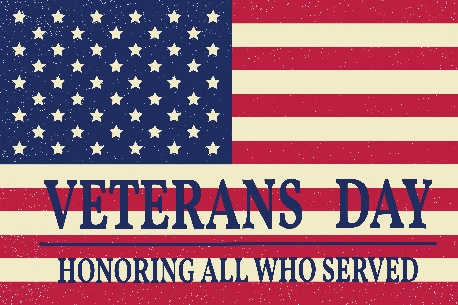 VETERANS DAY
HONORING ALL WHO SERVED